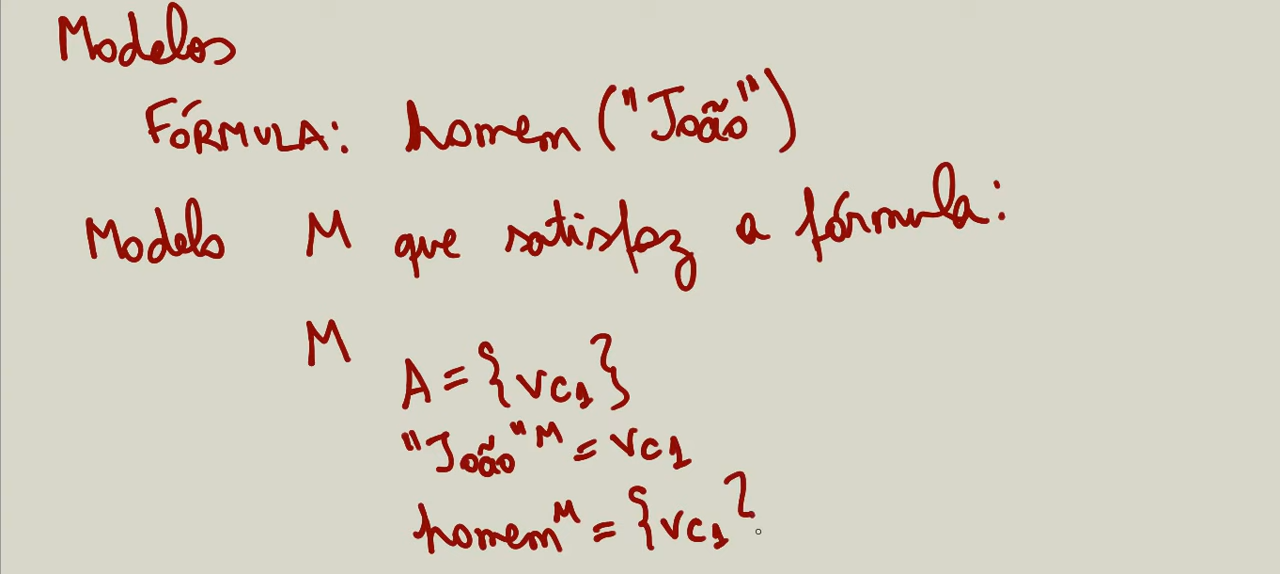 Modelos
FÓRMULA: homem ("João")
Modelo M que satisfaz a fórmula:
M
A = {vc1}
"João"ᴹ = vc1
homemᴹ = {vc1}